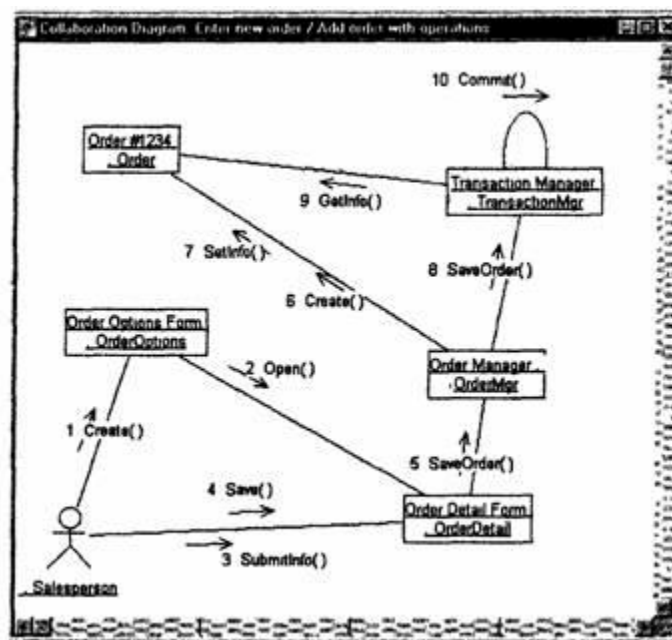 Collaboration Diagram: Enter new order / Add order with operations
10 Commit()
Order #1234
: Order
Transaction Manager
: TransactionMgr
9 GetInfo()
7 SetInfo()
8 SaveOrder()
6 Create()
Order Options Form
: OrderOptions
Order Manager
: OrderMgr
2 Open()
1 Create()
5 SaveOrder()
4 Save()
Order Detail Form
: OrderDetail
3 SubmitInfo()
: Salesperson